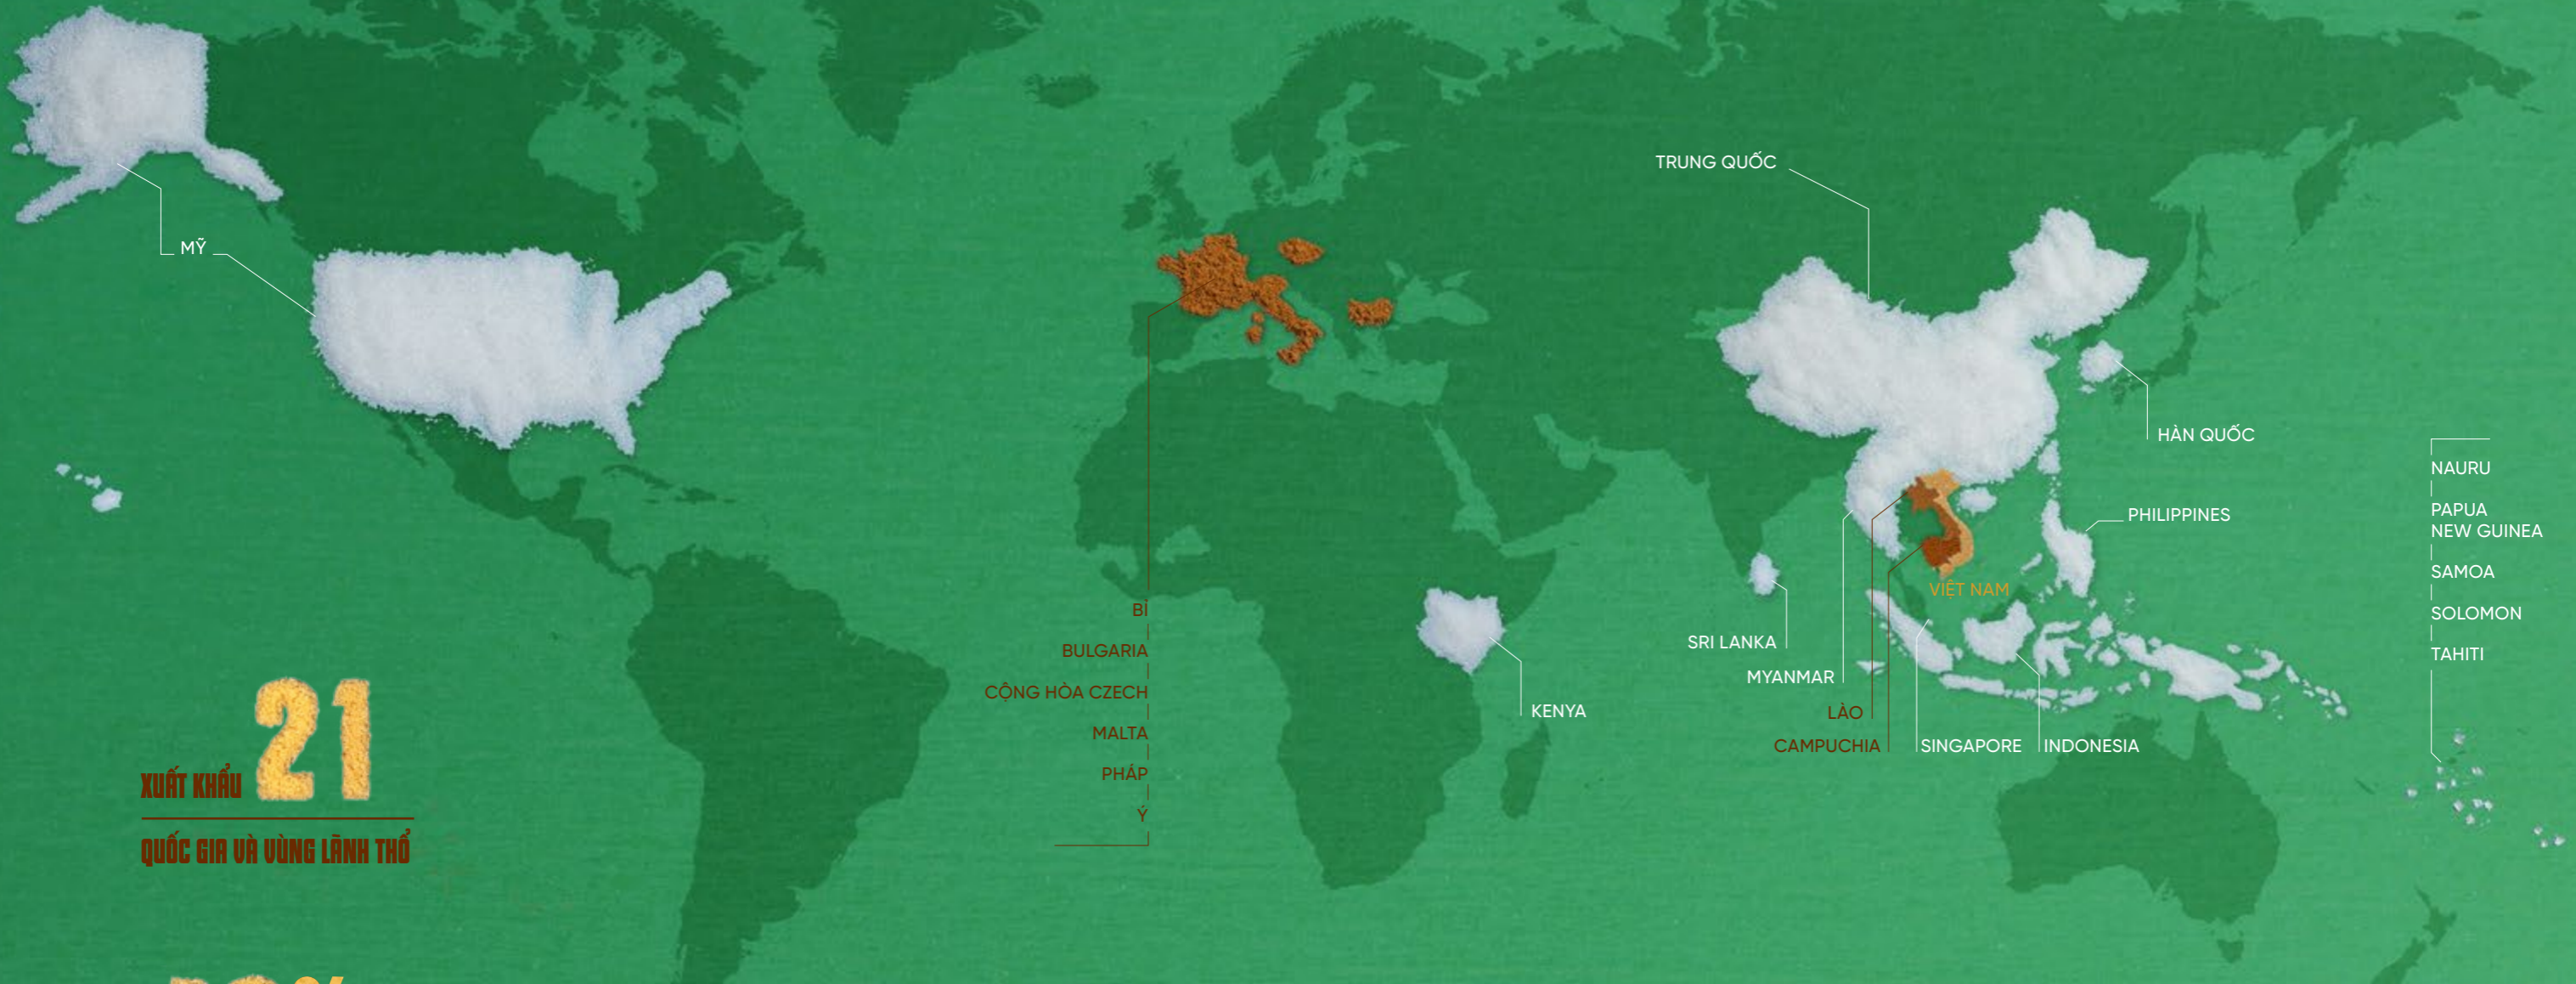 TRUNG QUỐC
MỸ
HÀN QUỐC
NAURU
PAPUA
NEW GUINEA
SAMOA
SOLOMON
TAHITI
PHILIPPINES
VIỆT NAM
BỈ
BULGARIA
CỘNG HÒA CZECH
MALTA
PHÁP
Ý
KENYA
SRI LANKA
MYANMAR
LÀO
CAMPUCHIA
SINGAPORE
INDONESIA
XUẤT KHẨU 21
QUỐC GIA VÀ VÙNG LÃNH THỔ